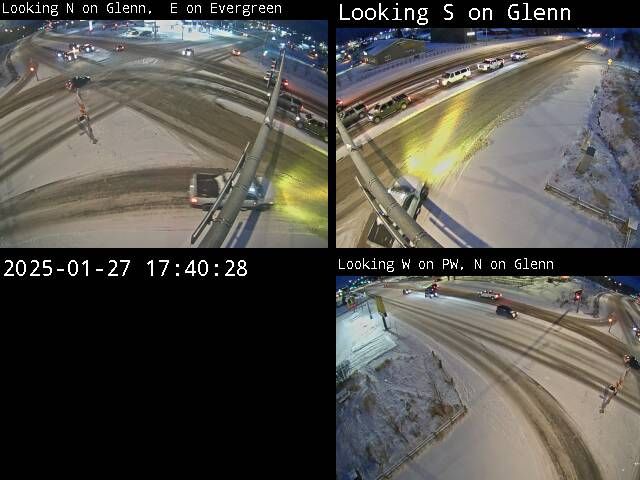 Looking N on Glenn,  E on Evergreen
Looking S on Glenn
2025-01-27 17:40:28
Looking W on PW, N on Glenn